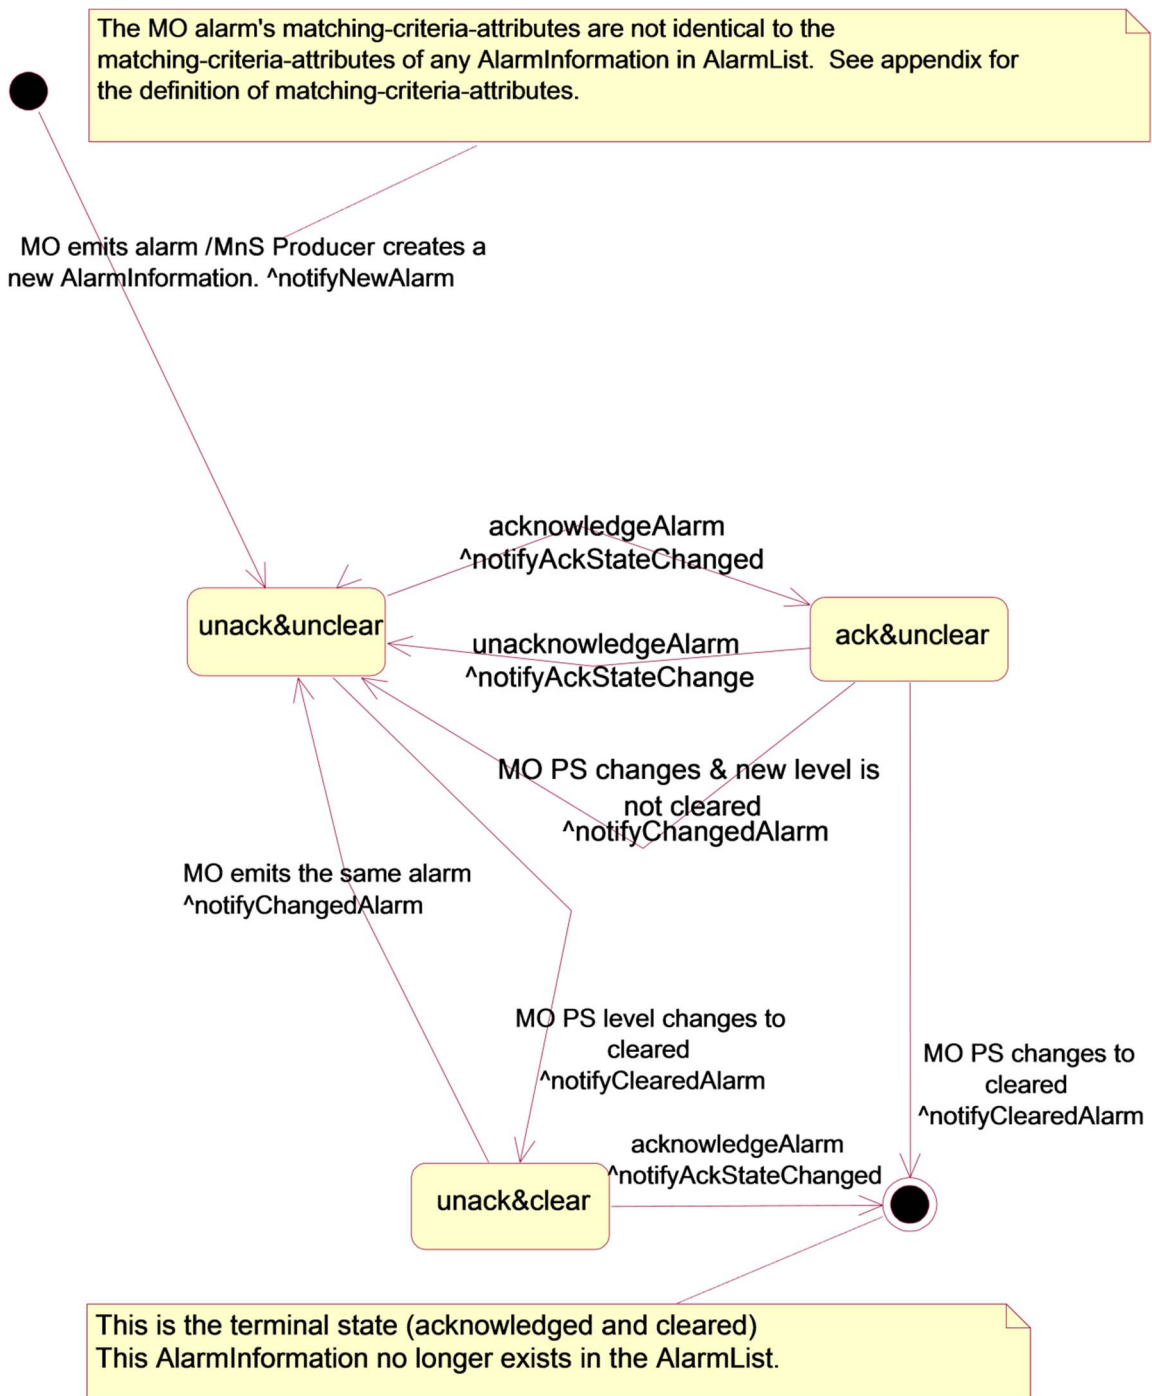 The MO alarm's matching-criteria-attributes are not identical to the
matching-criteria-attributes of any AlarmInformation in AlarmList.  See appendix for
the definition of matching-criteria-attributes.
MO emits alarm /MnS Producer creates a
new AlarmInformation. ^notifyNewAlarm
acknowledgeAlarm
^notifyAckStateChanged
unack&unclear
ack&unclear
unacknowledgeAlarm
^notifyAckStateChange
MO PS changes & new level is
not cleared
^notifyChangedAlarm
MO emits the same alarm
^notifyChangedAlarm
MO PS level changes to
cleared
^notifyClearedAlarm
MO PS changes to
cleared
^notifyClearedAlarm
acknowledgeAlarm
^notifyAckStateChanged
unack&clear
This is the terminal state (acknowledged and cleared)
This AlarmInformation no longer exists in the AlarmList.